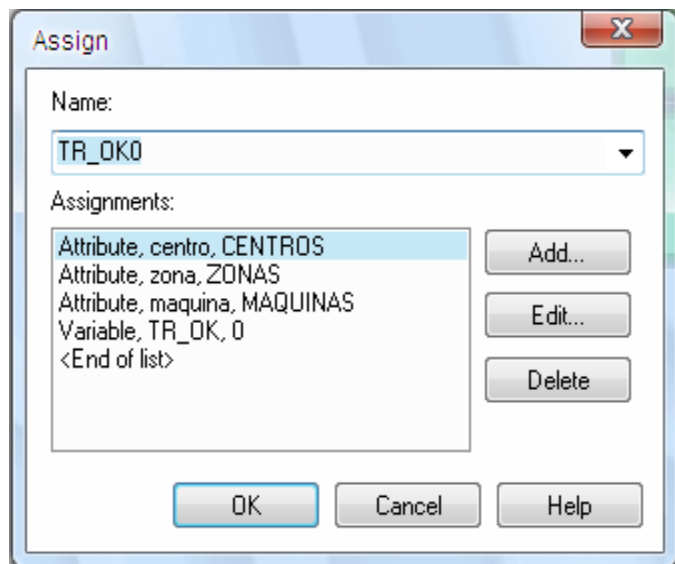 Assign
Name:
TR_OK0
Assignments:
Attribute, centro, CENTROS
Attribute, zona, ZONAS
Attribute, maquina, MAQUINAS
Variable, TR_OK, 0
<End of list>
Add...
Edit...
Delete
OK
Cancel
Help